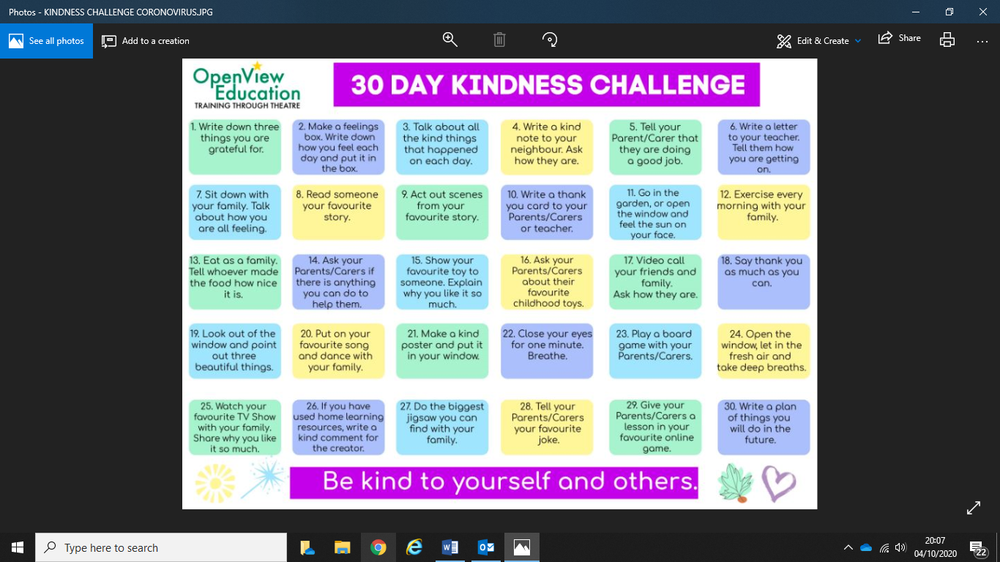 Photos - KINDNESS CHALLENGE CORONOVIRUS.JPG
See all photos
Add to a creation
Edit & Create
Share
OpenView
Education
TRAINING THROUGH THEATRE
30 DAY KINDNESS CHALLENGE
1. Write down three
things you are
grateful for.
2. Make a feelings
box. Write down
how you feel each
day and put it in
the box.
3. Talk about all
the kind things
that happened
on each day.
4. Write a kind
note to your
neighbour. Ask
how they are.
5. Tell your
Parent/Carer that
they are doing
a good job.
6. Write a letter
to your teacher.
Tell them how
you are getting
on.
7. Sit down with
your family. Talk
about how you
are all feeling.
8. Read someone
your favourite
story.
9. Act out scenes
from your
favourite story.
10. Write a thank
you card to your
Parents/Carers
or teacher.
11. Go in the
garden, or open
the window and
feel the sun on
your face.
12. Exercise every
morning with your
family.
13. Eat as a family.
Tell whoever made
the food how nice
it is.
14. Ask your
Parents/Carers if
there is anything
you can do to
help them.
15. Show your
favourite toy to
someone. Explain
why you like it so
much.
16. Ask your
Parents/Carers
about their
favourite
childhood toys.
17. Video call
your friends and
family.
Ask how they are.
18. Say thank you
as much as you
can.
19. Look out of the
window and point
out three
beautiful things.
20. Put on your
favourite song
and dance with
your family.
21. Make a kind
poster and put it
in your window.
22. Close your eyes
for one minute.
Breathe.
23. Play a board
game with your
Parents/Carers.
24. Open the
window, let in the
fresh air and
take deep breaths.
25. Watch your
favourite TV Show
with your family.
Share why you like
it so much.
26. If you have
used home learning
resources, write a
kind comment for
the creator.
27. Do the biggest
jigsaw you can
find with your
family.
28. Tell your
Parents/Carers
your favourite
joke.
29. Give your
Parents/Carers a
lesson in your
favourite online
game.
30. Write a plan
of things you
will do in the
future.
Be kind to yourself and others.
Type here to search
20:07
04/10/2020
22